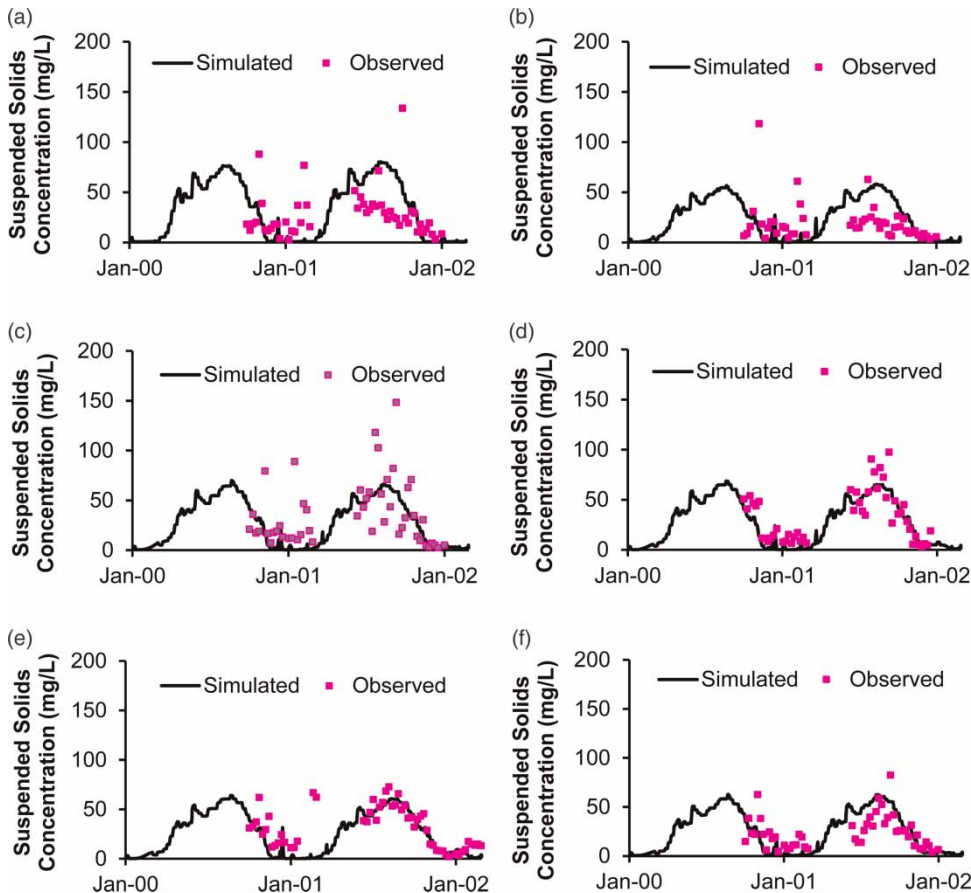 (a)
Suspended Solids
Concentration (mg/L)
200
150
100
50
0
Simulated Observed
Jan-00 Jan-01 Jan-02
(b)
Suspended Solids
Concentration (mg/L)
200
150
100
50
0
Simulated Observed
Jan-00 Jan-01 Jan-02
(c)
Suspended Solids
Concentration (mg/L)
200
150
100
50
0
Simulated Observed
Jan-00 Jan-01 Jan-02
(d)
Suspended Solids
Concentration (mg/L)
200
150
100
50
0
Simulated Observed
Jan-00 Jan-01 Jan-02
(e)
Suspended Solids
Concentration (mg/L)
200
150
100
50
0
Simulated Observed
Jan-00 Jan-01 Jan-02
(f)
Suspended Solids
Concentration (mg/L)
200
150
100
50
0
Simulated Observed
Jan-00 Jan-01 Jan-02